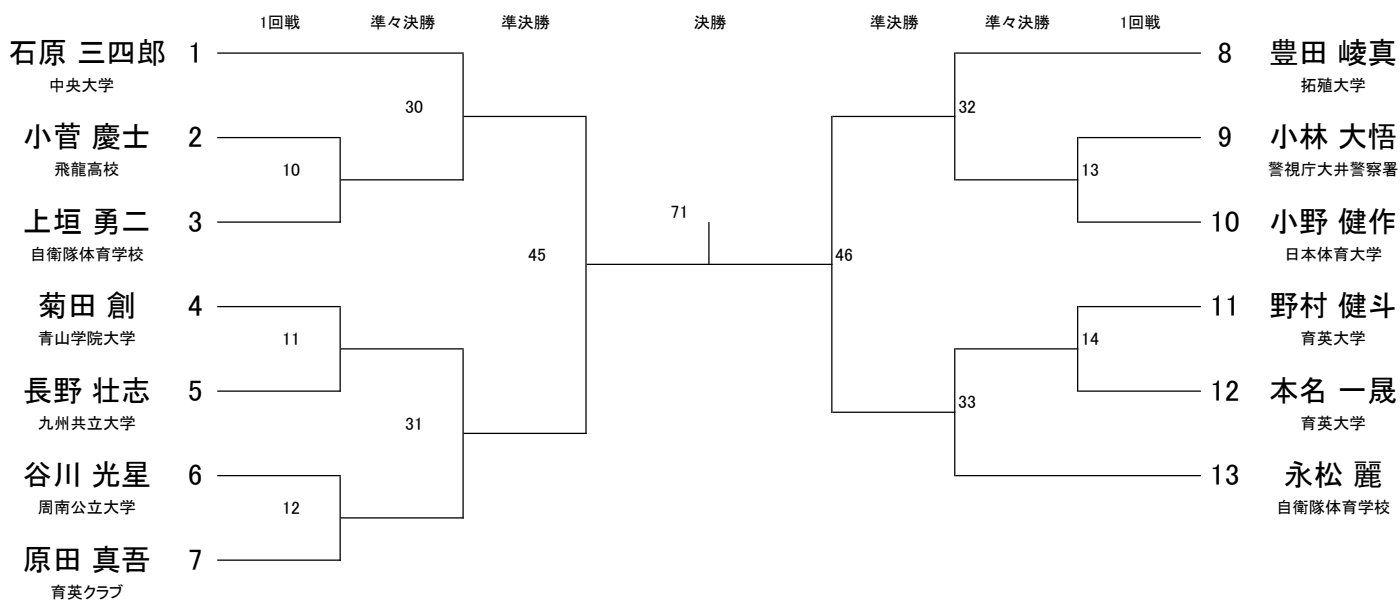 1回戦 準々決勝 準決勝 決勝 準決勝 準々決勝 1回戦
石原 三四郎 1
中央大学
30
小菅 慶士 2
飛龍高校
10
上垣 勇二 3
自衛隊体育学校
45
菊田 創 4
青山学院大学
11
長野 壮志 5
九州共立大学
31
谷川 光星 6
周南公立大学
12
原田 真吾 7
育英クラブ
71
8 豊田 崚真
拓殖大学
32
9 小林 大悟
警視庁大井警察署
13
10 小野 健作
日本体育大学
46
11 野村 健斗
育英大学
14
12 本名 一晟
育英大学
33
13 永松 麗
自衛隊体育学校